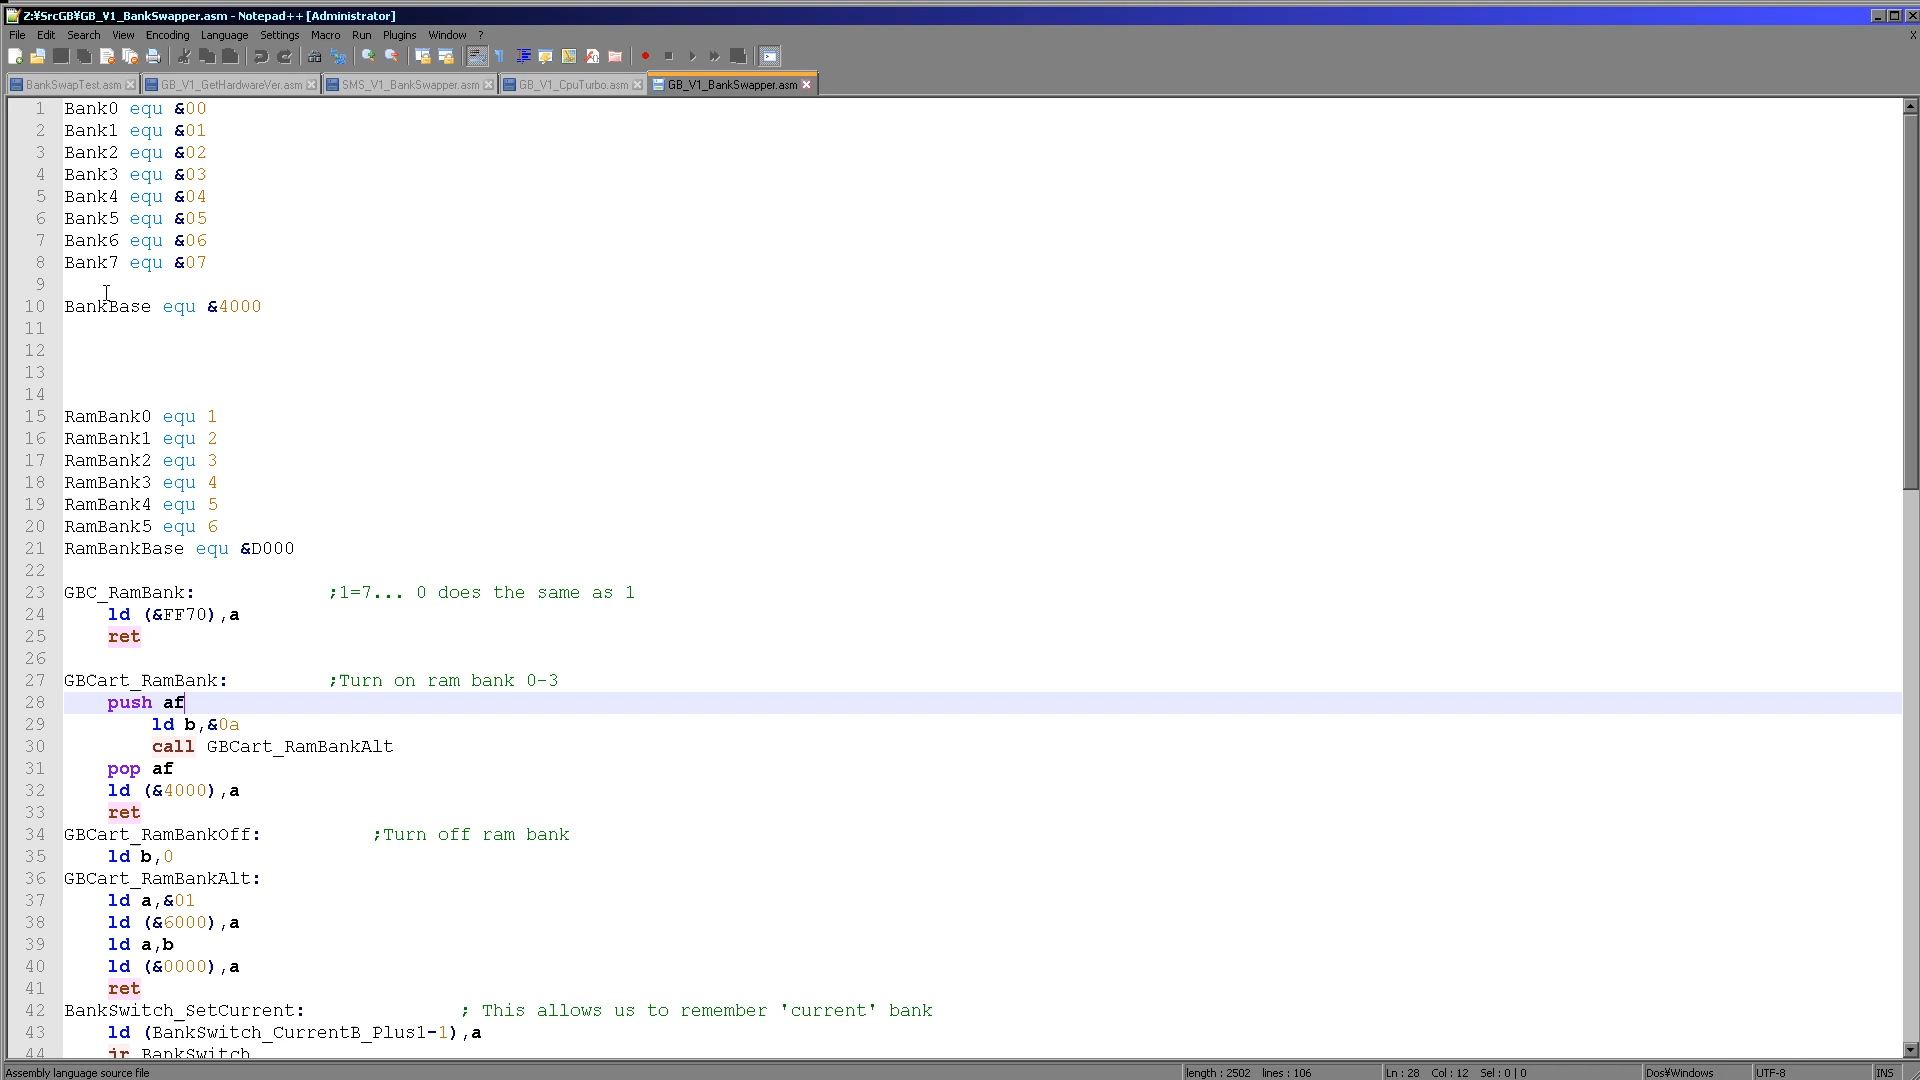 Z:¥SrcGB¥GB_V1_BankSwapper.asm - Notepad++ [Administrator]
File Edit Search View Encoding Language Settings Macro Run Plugins Window ? X
BankSwapTest.asm GB_V1_GetHardwareVer.asm SMS_V1_BankSwapper.asm GB_V1_CpuTurbo.asm GB_V1_BankSwapper.asm
1 Bank0 equ &00
2 Bank1 equ &01
3 Bank2 equ &02
4 Bank3 equ &03
5 Bank4 equ &04
6 Bank5 equ &05
7 Bank6 equ &06
8 Bank7 equ &07
9
10 BankBase equ &4000
11
12
13
14
15 RamBank0 equ 1
16 RamBank1 equ 2
17 RamBank2 equ 3
18 RamBank3 equ 4
19 RamBank4 equ 5
20 RamBank5 equ 6
21 RamBankBase equ &D000
22
23 GBC_RamBank: ;1=7... 0 does the same as 1
24 ld (&FF70),a
25 ret
26
27 GBCart_RamBank: ;Turn on ram bank 0-3
28 push af
29 ld b,&0a
30 call GBCart_RamBankAlt
31 pop af
32 ld (&4000),a
33 ret
34 GBCart_RamBankOff: ;Turn off ram bank
35 ld b,0
36 GBCart_RamBankAlt:
37 ld a,&01
38 ld (&6000),a
39 ld a,b
40 ld (&0000),a
41 ret
42 BankSwitch_SetCurrent: ; This allows us to remember 'current' bank
43 ld (BankSwitch_CurrentB_Plus1-1),a
44 jr BankSwitch
Assembly language source file length : 2502 lines : 106 Ln : 28 Col : 12 Sel : 0 | 0 Dos¥Windows UTF-8 INS